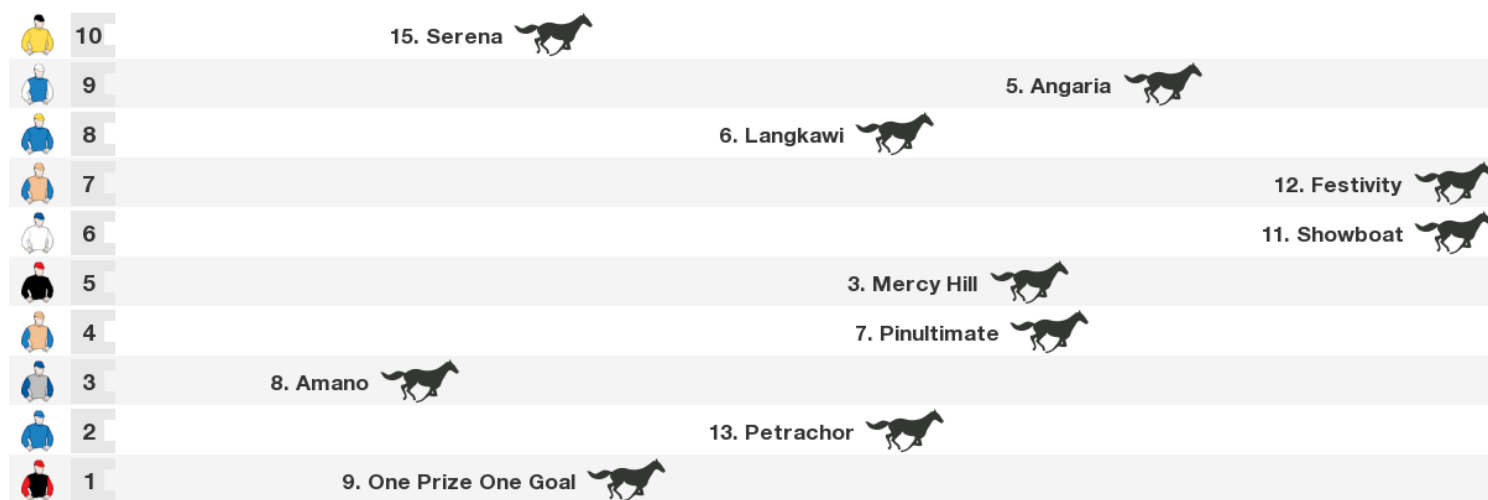 10 15. Serena
9 5. Angaria
8 6. Langkawi
7 12. Festivity
6 11. Showboat
5 3. Mercy Hill
4 7. Pinultimate
3 8. Amano
2 13. Petrachor
1 9. One Prize One Goal